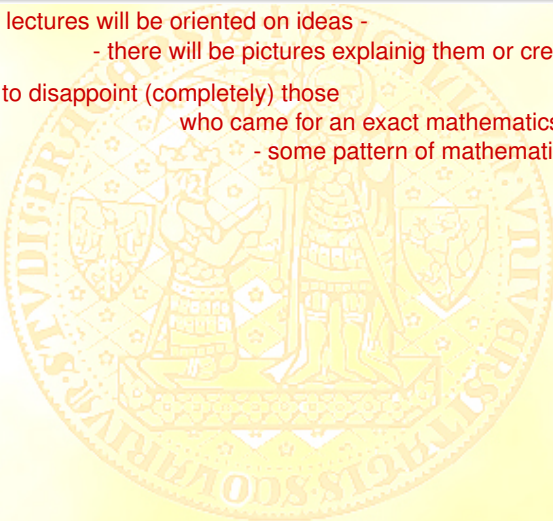 lectures will be oriented on ideas -
- there will be pictures explainig them or cre
to disappoint (completely) those
who came for an exact mathematics
- some pattern of mathemati